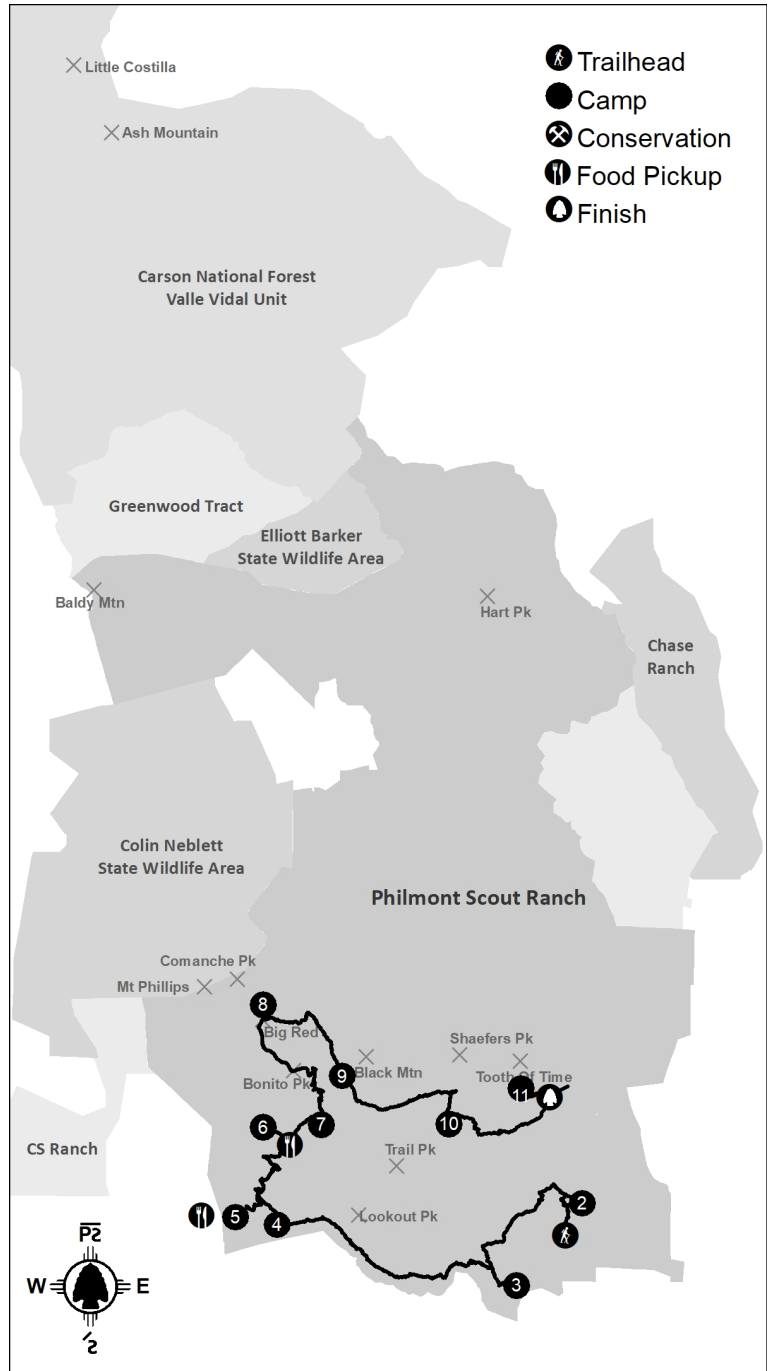 Little Costilla
Ash Mountain
Trailhead
Camp
Conservation
Food Pickup
Finish
Carson National Forest
Valle Vidal Unit
Greenwood Tract
Elliott Barker
State Wildlife Area
Baldy Mtn
Hart Pk
Chase
Ranch
Colin Neblett
State Wildlife Area
Philmont Scout Ranch
Comanche Pk
Mt Phillips
8
Big Red
Shaefers Pk
Bonito Pk
9
Black Mtn
Tooth Of Time
11
6
7
10
CS Ranch
Trail Pk
2
5
4
Lookout Pk
3
W
E